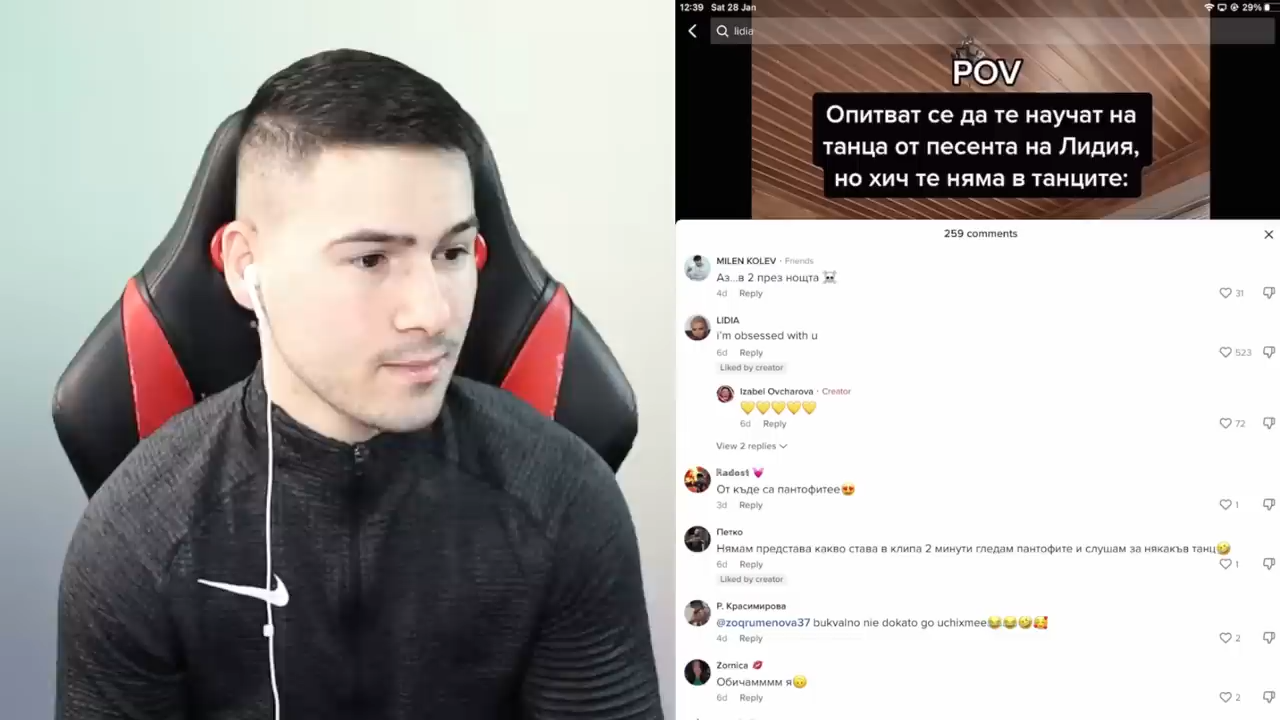 12:39 Sat 28 Jan 29%
lidia
POV
Опитват се да те научат на
танца от песента на Лидия,
но хич те няма в танците:
259 comments
MILEN KOLEV · Friends
Аз...в 2 през нощта
4d Reply 31
LIDIA
i'm obsessed with u
6d Reply 523
Liked by creator
Izabel Ovcharova · Creator
6d Reply 72
View 2 replies
Radost
От къде са пантофитее
3d Reply 1
Петко
Нямам представа какво става в клипа 2 минути гледам пантофите и слушам за някакъв танц
6d Reply 1
Liked by creator
Р. Красимирова
@zoqrumenova37 bukvalno nie dokato go uchixmee
4d Reply 2
Zornica
Обичамммм я
6d Reply 2